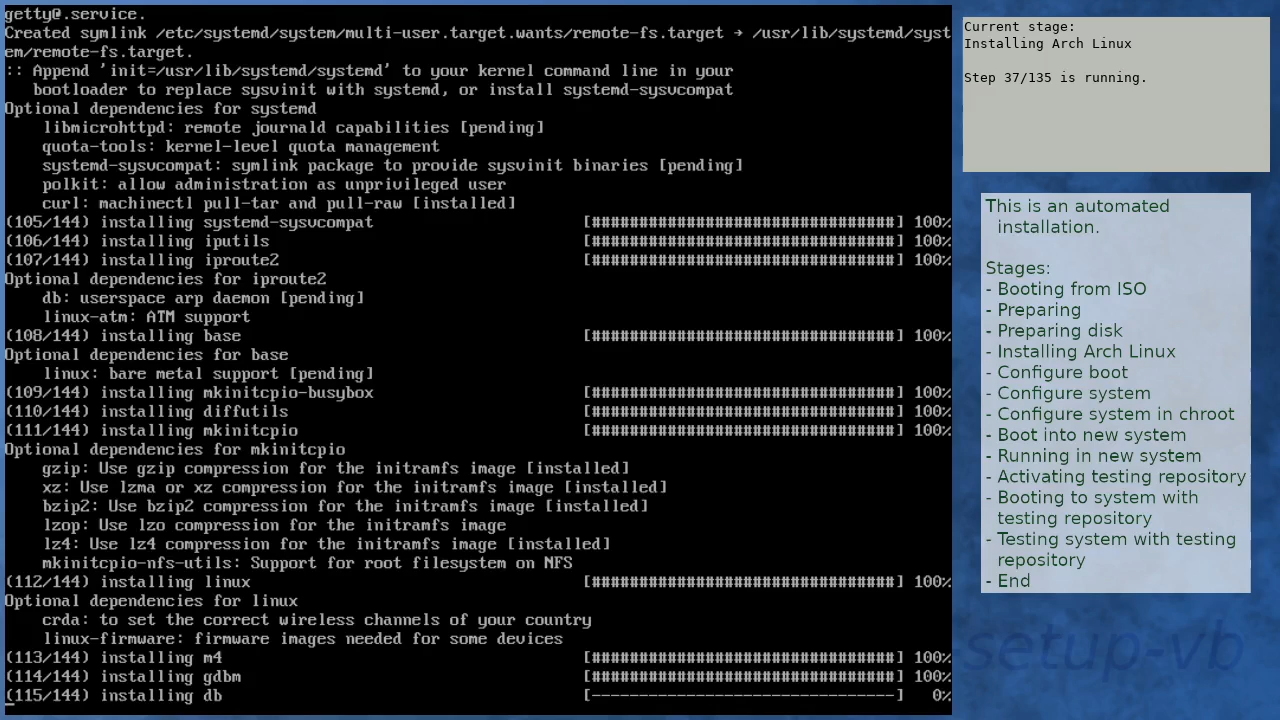 getty@.service.
Created symlink /etc/systemd/system/multi-user.target.wants/remote-fs.target → /usr/lib/systemd/syst
em/remote-fs.target.
:: Append 'init=/usr/lib/systemd/systemd' to your kernel command line in your
   bootloader to replace sysvinit with systemd, or install systemd-sysvcompat
Optional dependencies for systemd
    libmicrohttpd: remote journald capabilities [pending]
    quota-tools: kernel-level quota management
    systemd-sysvcompat: symlink package to provide sysvinit binaries [pending]
    polkit: allow administration as unprivileged user
    curl: machinectl pull-tar and pull-raw [installed]
(105/144) installing systemd-sysvcompat [################################] 100%
(106/144) installing iputils [################################] 100%
(107/144) installing iproute2 [################################] 100%
Optional dependencies for iproute2
    db: userspace arp daemon [pending]
    linux-atm: ATM support
(108/144) installing base [################################] 100%
Optional dependencies for base
    linux: bare metal support [pending]
(109/144) installing mkinitcpio-busybox [################################] 100%
(110/144) installing diffutils [################################] 100%
(111/144) installing mkinitcpio [################################] 100%
Optional dependencies for mkinitcpio
    gzip: Use gzip compression for the initramfs image [installed]
    xz: Use lzma or xz compression for the initramfs image [installed]
    bzip2: Use bzip2 compression for the initramfs image [installed]
    lzop: Use lzo compression for the initramfs image
    lz4: Use lz4 compression for the initramfs image [installed]
    mkinitcpio-nfs-utils: Support for root filesystem on NFS
(112/144) installing linux [################################] 100%
Optional dependencies for linux
    crda: to set the correct wireless channels of your country
    linux-firmware: firmware images needed for some devices
(113/144) installing m4 [################################] 100%
(114/144) installing gdbm [################################] 100%
(115/144) installing db [--------------------------------] 0%
Current stage:
Installing Arch Linux
Step 37/135 is running.
This is an automated
installation.
Stages:
- Booting from ISO
- Preparing
- Preparing disk
- Installing Arch Linux
- Configure boot
- Configure system
- Configure system in chroot
- Boot into new system
- Running in new system
- Activating testing repository
- Booting to system with
testing repository
- Testing system with testing
repository
- End
setup-vb